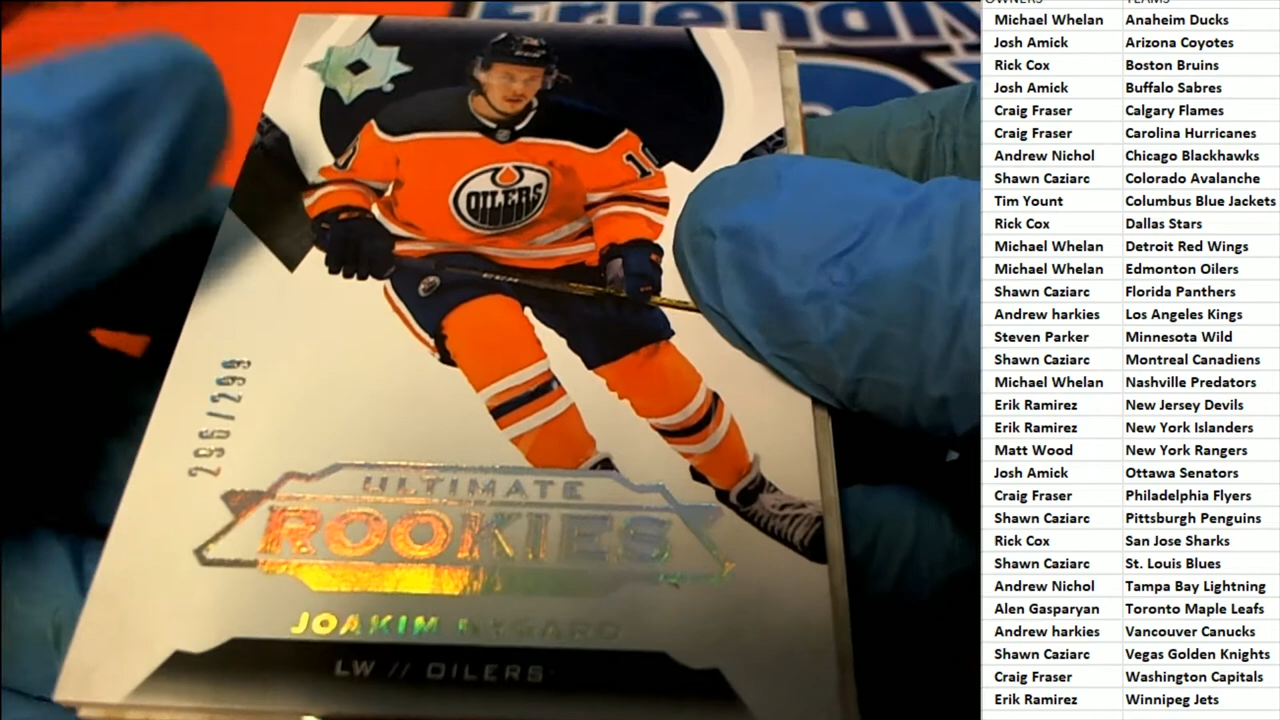 Friendly
OILERS
10
CCM
296/299
ULTIMATE
ROOKIES
JOAKIM NYGARD
LW // OILERS
OWNERS TEAMS
Michael Whelan Anaheim Ducks
Josh Amick Arizona Coyotes
Rick Cox Boston Bruins
Josh Amick Buffalo Sabres
Craig Fraser Calgary Flames
Craig Fraser Carolina Hurricanes
Andrew Nichol Chicago Blackhawks
Shawn Caziarc Colorado Avalanche
Tim Yount Columbus Blue Jackets
Rick Cox Dallas Stars
Michael Whelan Detroit Red Wings
Michael Whelan Edmonton Oilers
Shawn Caziarc Florida Panthers
Andrew harkies Los Angeles Kings
Steven Parker Minnesota Wild
Shawn Caziarc Montreal Canadiens
Michael Whelan Nashville Predators
Erik Ramirez New Jersey Devils
Erik Ramirez New York Islanders
Matt Wood New York Rangers
Josh Amick Ottawa Senators
Craig Fraser Philadelphia Flyers
Shawn Caziarc Pittsburgh Penguins
Rick Cox San Jose Sharks
Shawn Caziarc St. Louis Blues
Andrew Nichol Tampa Bay Lightning
Alen Gasparyan Toronto Maple Leafs
Andrew harkies Vancouver Canucks
Shawn Caziarc Vegas Golden Knights
Craig Fraser Washington Capitals
Erik Ramirez Winnipeg Jets